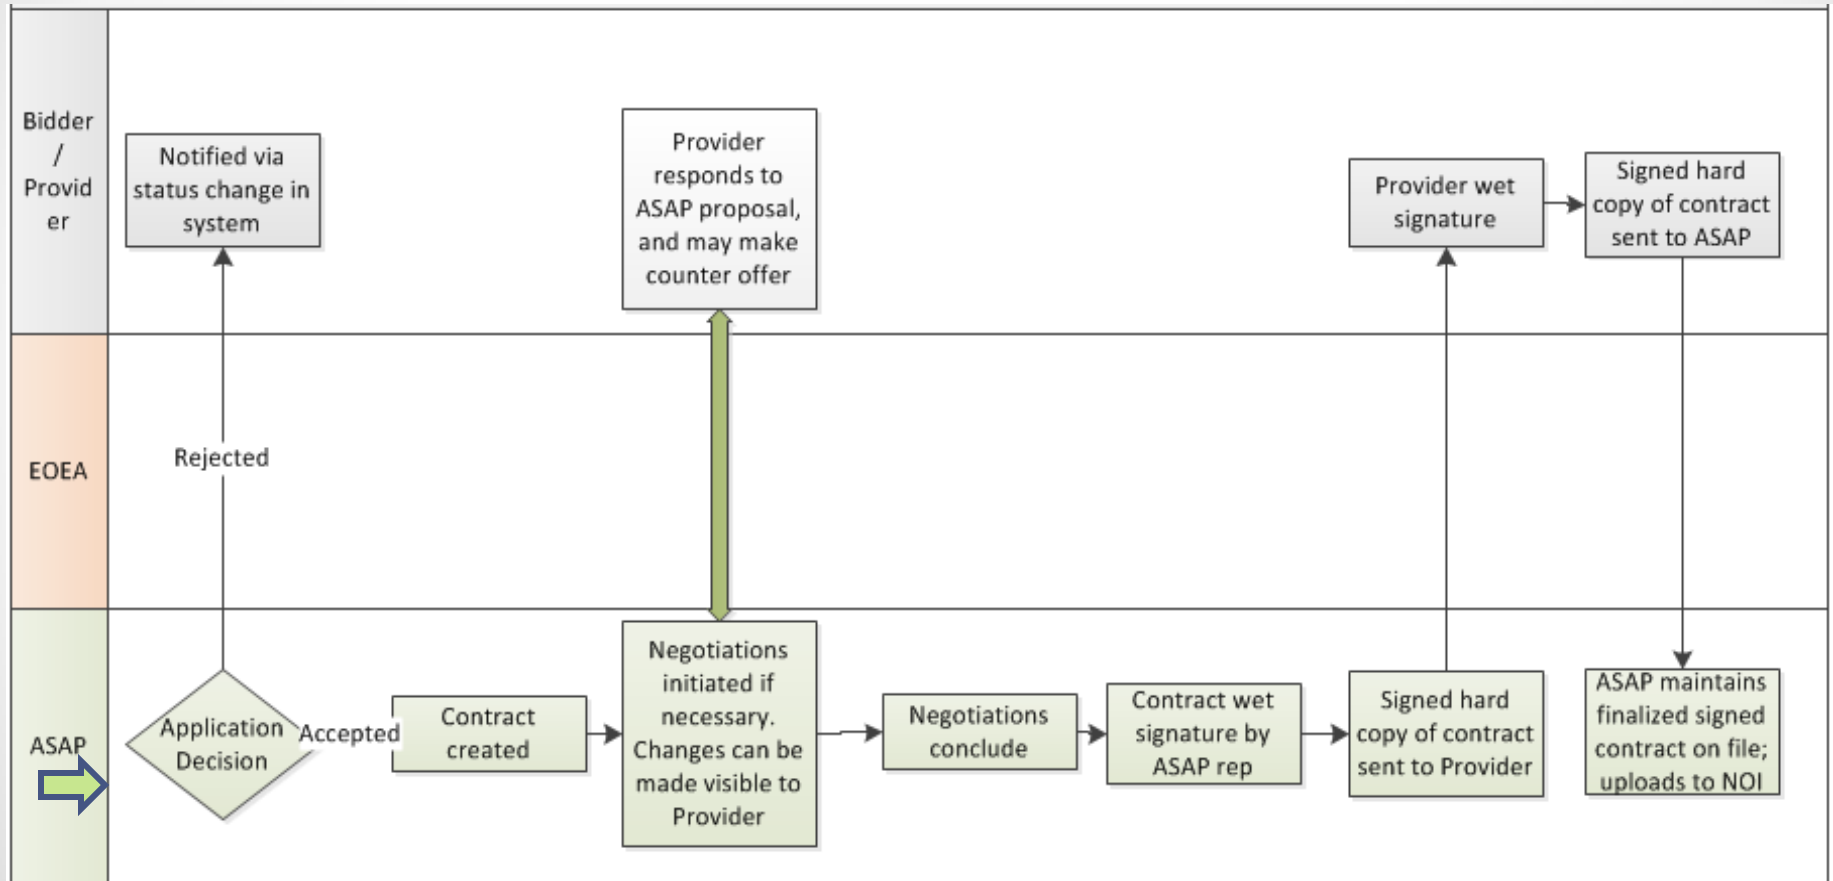 Bidder
/
Provid
er
Notified via
status change in
system
Provider
responds to
ASAP proposal,
and may make
counter offer
Provider wet
signature
Signed hard
copy of contract
sent to ASAP
EOEA
Rejected
ASAP
Application
Decision
Accepted
Contract
created
Negotiations
initiated if
necessary.
Changes can be
made visible to
Provider
Negotiations
conclude
Contract wet
signature by
ASAP rep
Signed hard
copy of contract
sent to Provider
ASAP maintains
finalized signed
contract on file;
uploads to NOI